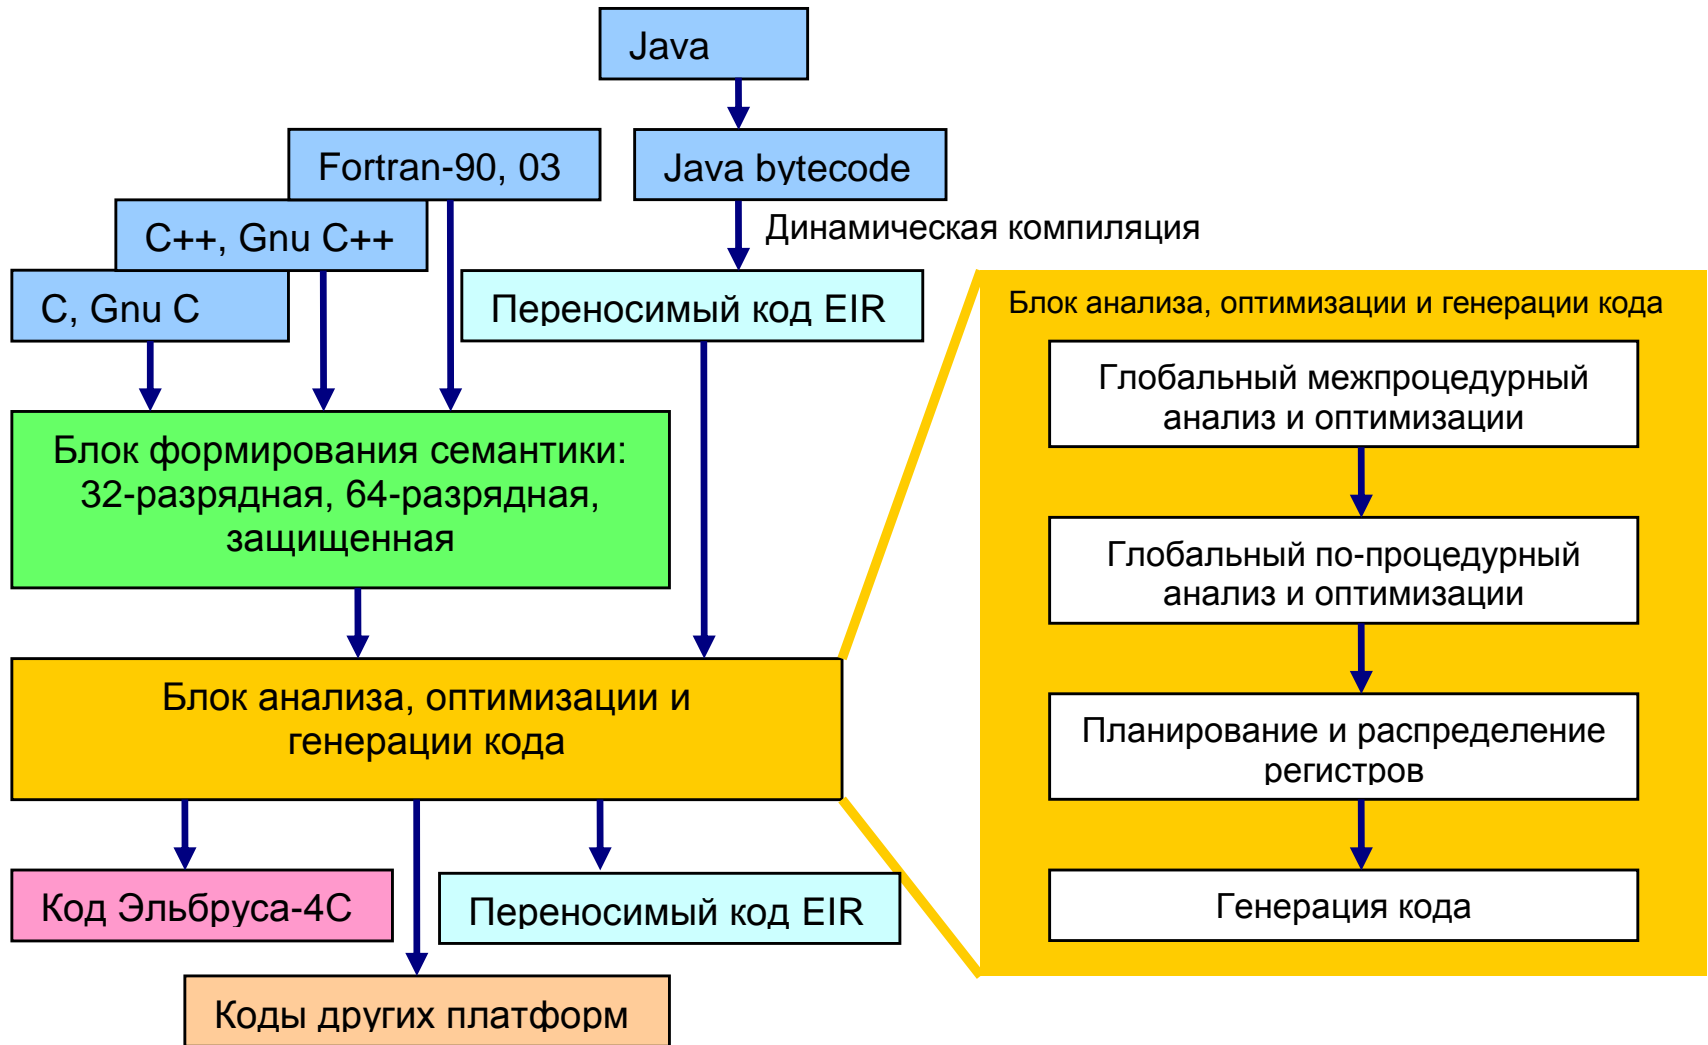 Java
Fortran-90, 03
Java bytecode
C++, Gnu C++
Динамическая компиляция
C, Gnu C
Переносимый код EIR
Блок формирования семантики:
32-разрядная, 64-разрядная,
защищенная
Блок анализа, оптимизации и
генерации кода
Код Эльбруса-4С
Переносимый код EIR
Коды других платформ
Блок анализа, оптимизации и генерации кода
Глобальный межпроцедурный
анализ и оптимизации
Глобальный по-процедурный
анализ и оптимизации
Планирование и распределение
регистров
Генерация кода